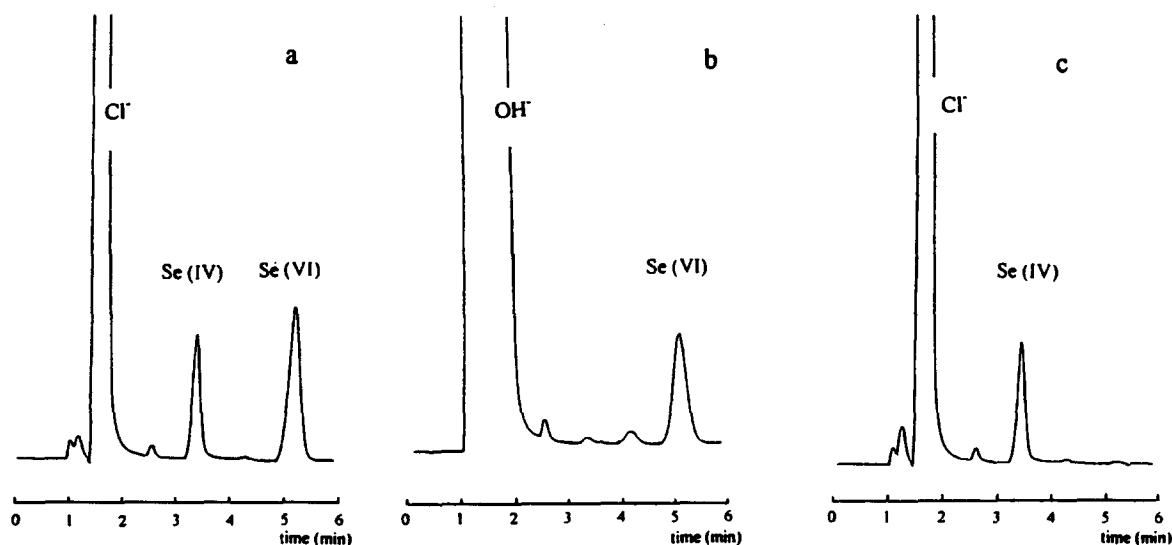 a
Cl-
Se (IV)
Se (VI)
0 1 2 3 4 5 6
time (min)
b
OH-
Se (VI)
0 1 2 3 4 5 6
time (min)
c
Cl-
Se (IV)
0 1 2 3 4 5 6
time (min)